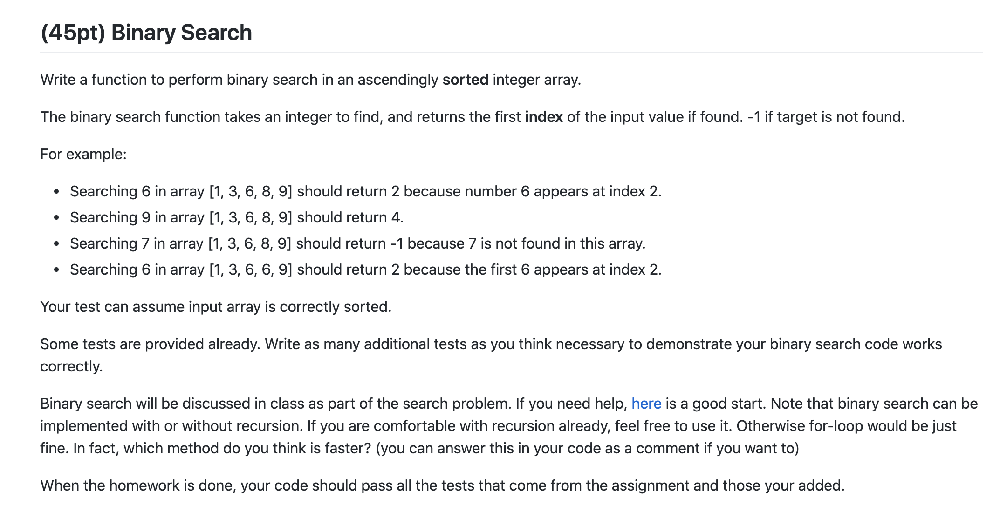 (45pt) Binary Search
Write a function to perform binary search in an ascendingly sorted integer array.
The binary search function takes an integer to find, and returns the first index of the input value if found. -1 if target is not found.
For example:
• Searching 6 in array [1, 3, 6, 8, 9] should return 2 because number 6 appears at index 2.
• Searching 9 in array [1, 3, 6, 8, 9] should return 4.
• Searching 7 in array [1, 3, 6, 8, 9] should return -1 because 7 is not found in this array.
• Searching 6 in array [1, 3, 6, 6, 9] should return 2 because the first 6 appears at index 2.
Your test can assume input array is correctly sorted.
Some tests are provided already. Write as many additional tests as you think necessary to demonstrate your binary search code works
correctly.
Binary search will be discussed in class as part of the search problem. If you need help, here is a good start. Note that binary search can be
implemented with or without recursion. If you are comfortable with recursion already, feel free to use it. Otherwise for-loop would be just
fine. In fact, which method do you think is faster? (you can answer this in your code as a comment if you want to)
When the homework is done, your code should pass all the tests that come from the assignment and those your added.